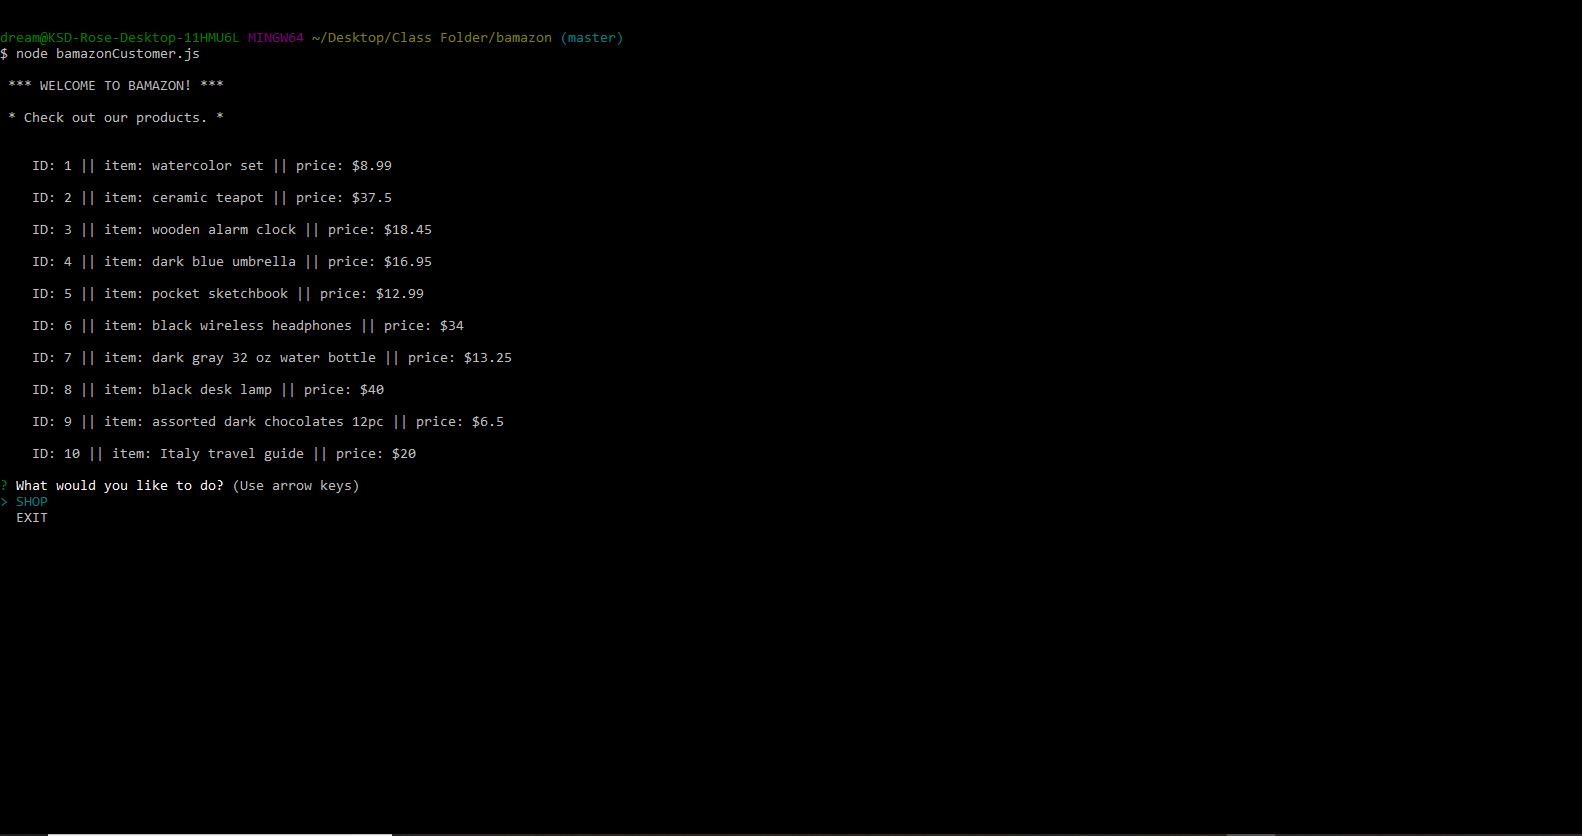 dream@KSD-Rose-Desktop-11HMU6L MINGW64 ~/Desktop/Class Folder/bamazon (master)
$ node bamazonCustomer.js
*** WELCOME TO BAMAZON! ***
* Check out our products. *
ID: 1 || item: watercolor set || price: $8.99
ID: 2 || item: ceramic teapot || price: $37.5
ID: 3 || item: wooden alarm clock || price: $18.45
ID: 4 || item: dark blue umbrella || price: $16.95
ID: 5 || item: pocket sketchbook || price: $12.99
ID: 6 || item: black wireless headphones || price: $34
ID: 7 || item: dark gray 32 oz water bottle || price: $13.25
ID: 8 || item: black desk lamp || price: $40
ID: 9 || item: assorted dark chocolates 12pc || price: $6.5
ID: 10 || item: Italy travel guide || price: $20
? What would you like to do? (Use arrow keys)
> SHOP
EXIT